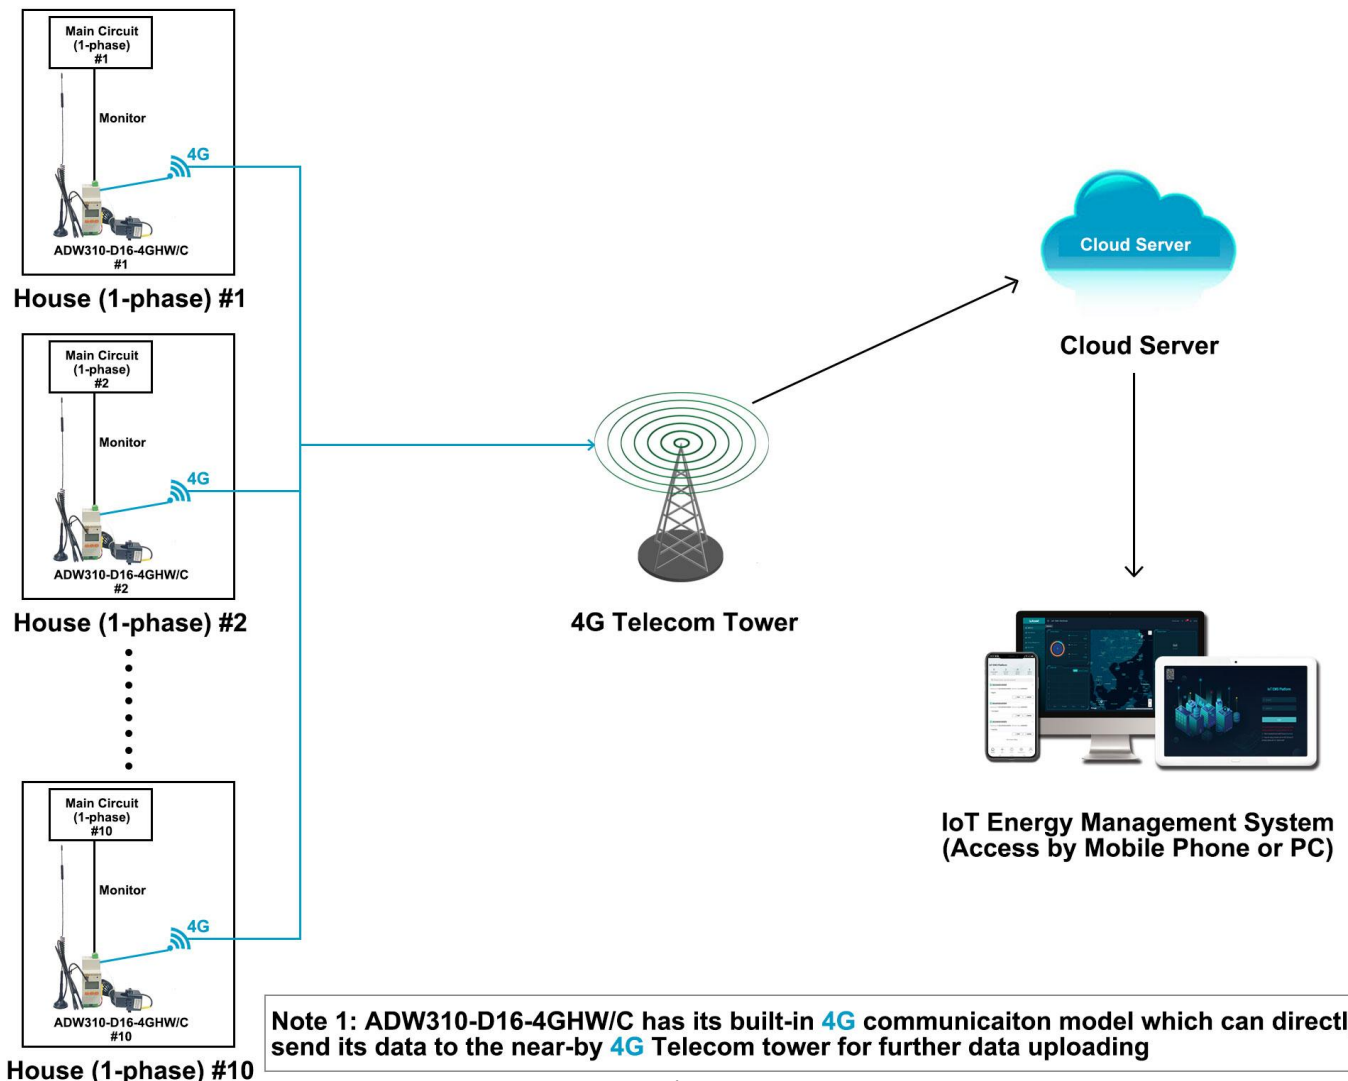 Main Circuit
(1-phase)
#1
Monitor
4G
ADW310-D16-4GHW/C
#1
House (1-phase) #1
Main Circuit
(1-phase)
#2
Monitor
4G
ADW310-D16-4GHW/C
#2
House (1-phase) #2
Main Circuit
(1-phase)
#10
Monitor
4G
ADW310-D16-4GHW/C
#10
House (1-phase) #10
4G Telecom Tower
Cloud Server
Cloud Server
IoT Energy Management System
(Access by Mobile Phone or PC)
Note 1: ADW310-D16-4GHW/C has its built-in 4G communicaiton model which can directl
send its data to the near-by 4G Telecom tower for further data uploading